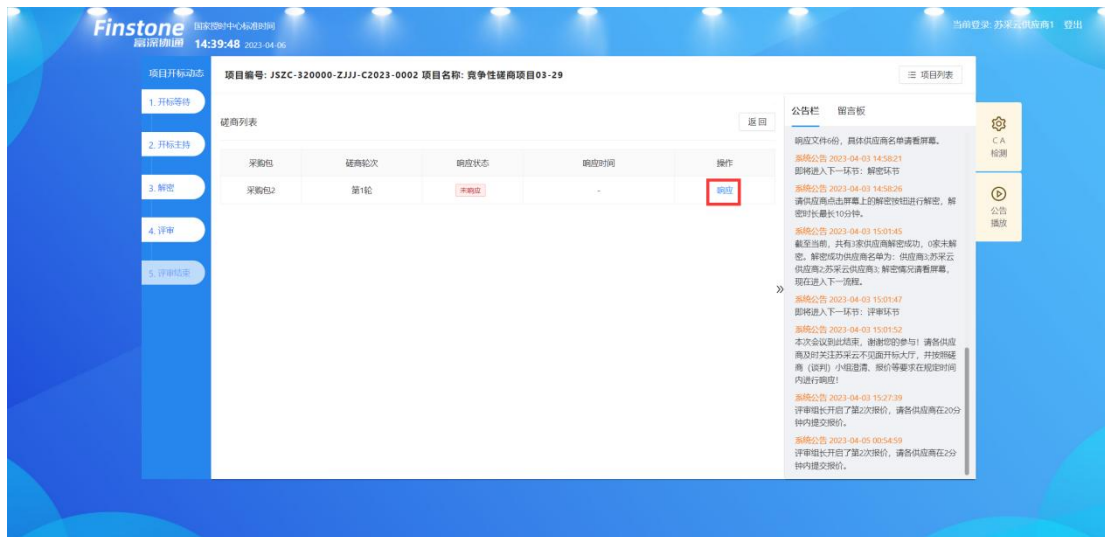 Finstone
富深协通
国家授时中心标准时间
14:39:48 2023-04-06
当前登录: 苏采云供应商1 登出
项目开标动态
1. 开标等待
2. 开标主持
3. 解密
4. 评审
5. 评审结束
项目编号: JSZC-320000-ZJJJ-C2023-0002 项目名称: 竞争性磋商项目03-29
项目列表
磋商列表
返回
采购包 磋商轮次 响应状态 响应时间 操作
采购包2 第1轮 未响应 - 响应
»
公告栏 留言板
响应文件6份，具体供应商名单请看屏幕。
系统公告 2023-04-03 14:58:21
即将进入下一环节：解密环节
系统公告 2023-04-03 14:58:26
请供应商点击屏幕上的解密按钮进行解密，解
密时长最长10分钟。
系统公告 2023-04-03 15:01:45
截至当前，共有3家供应商解密成功，0家未解
密。解密成功供应商名单为：供应商3;苏采云
供应商2;苏采云供应商3; 解密情况请看屏幕，
现在进入下一流程。
系统公告 2023-04-03 15:01:47
即将进入下一环节：评审环节
系统公告 2023-04-03 15:01:52
本次会议到此结束，谢谢您的参与！请各供应
商及时关注苏采云不见面开标大厅，并按照磋
商（谈判）小组澄清、报价等要求在规定时间
内进行响应!
系统公告 2023-04-03 15:27:39
评审组长开启了第2次报价，请各供应商在20分
钟内提交报价。
系统公告 2023-04-05 00:54:59
评审组长开启了第2次报价，请各供应商在2分
钟内提交报价。
CA
检测
公告
播放